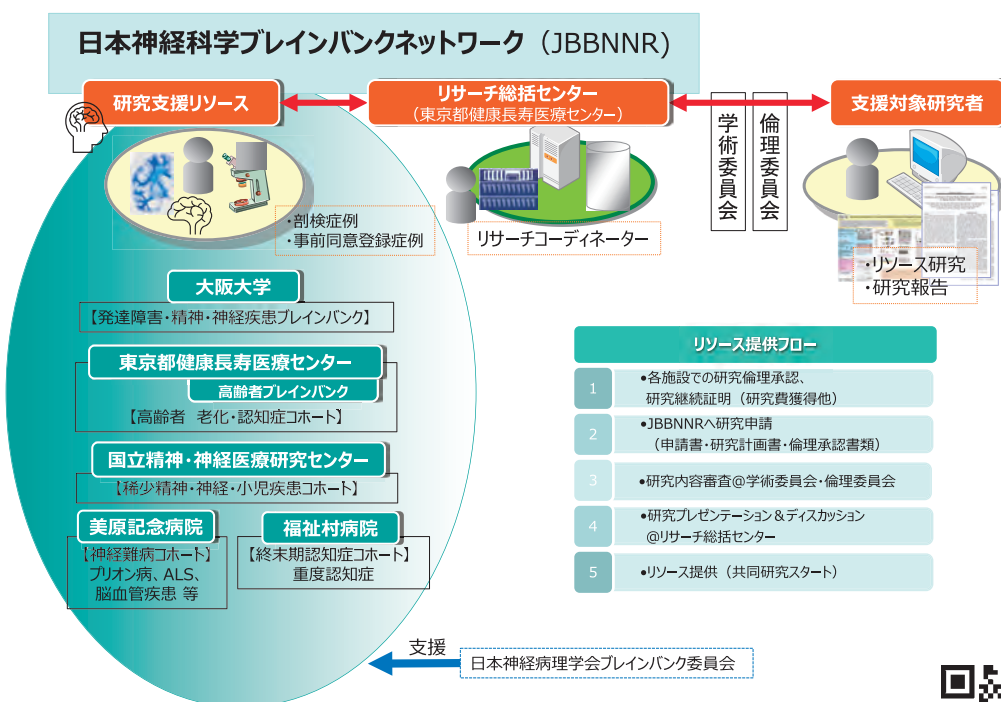 日本神経科学ブレインバンクネットワーク（JBBNNR）
研究支援リソース
リサーチ総括センター
（東京都健康長寿医療センター）
学術委員会
倫理委員会
支援対象研究者
・剖検症例
・事前同意登録症例
リサーチコーディネーター
・リソース研究
・研究報告
大阪大学
【発達障害・精神・神経疾患ブレインバンク】
東京都健康長寿医療センター
高齢者ブレインバンク
【高齢者　老化・認知症コホート】
国立精神・神経医療研究センター
【稀少精神・神経・小児疾患コホート】
美原記念病院
【神経難病コホート】
プリオン病、ALS、
脳血管疾患 等
福祉村病院
【終末期認知症コホート】
重度認知症
リソース提供フロー
1
●各施設での研究倫理承認、
研究継続証明（研究費獲得他）
2
●JBBNNRへ研究申請
（申請書・研究計画書・倫理承認書類）
3
●研究内容審査@学術委員会・倫理委員会
4
●研究プレゼンテーション＆ディスカッション
@リサーチ総括センター
5
●リソース提供（共同研究スタート）
支援
日本神経病理学会ブレインバンク委員会